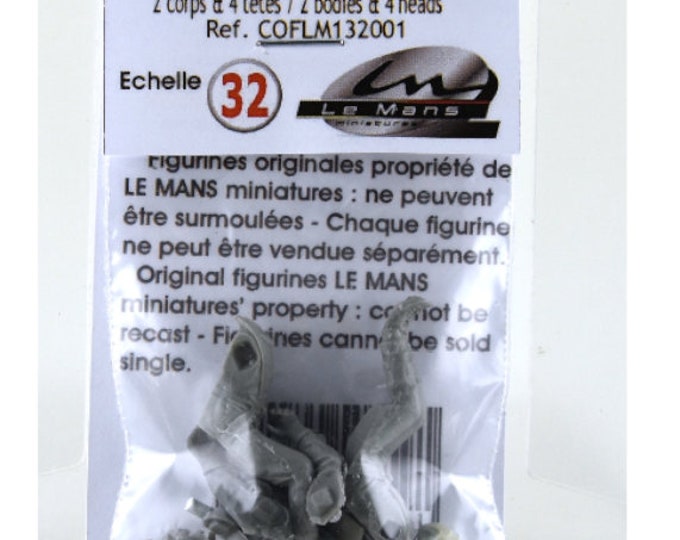 2 corps & 4 têtes / 2 bodies & 4 heads
Ref. COFLM132001
Echelle 32
Le Mans
miniatures
Figurines originales propriété de
LE MANS miniatures : ne peuvent
être surmoulées - Chaque figurine
ne peut être vendue séparément.
Original figurines LE MANS
miniatures' property : cannot be
recast - Figurines cannot be sold
single.